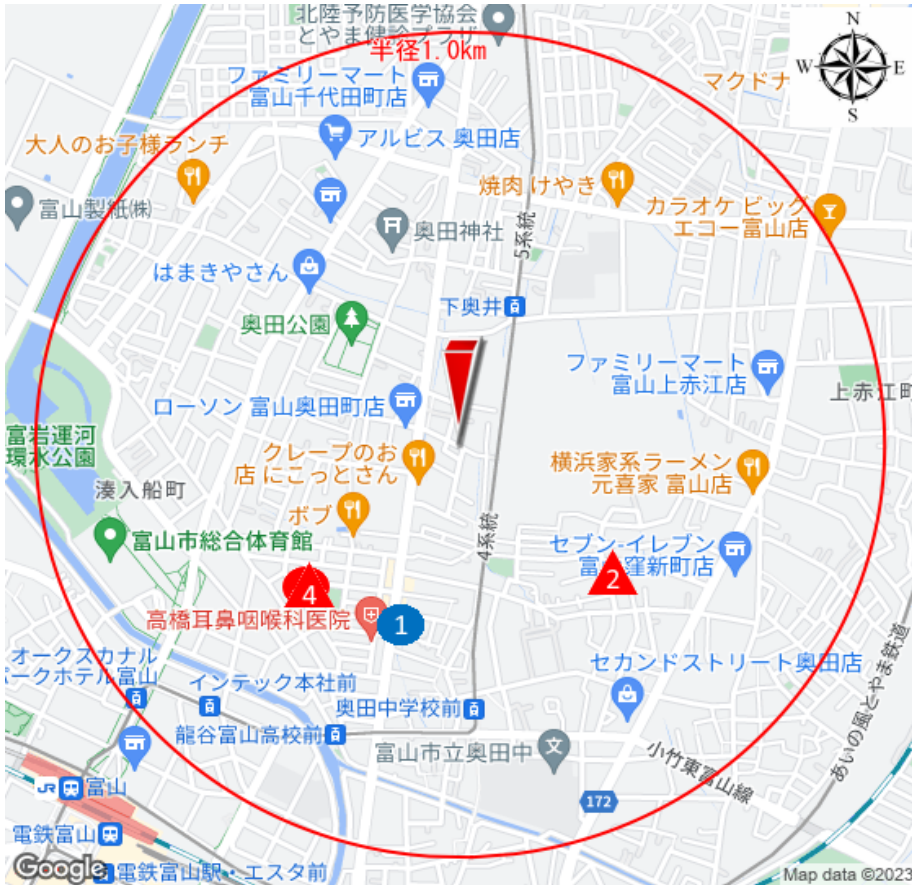 北陸予防医学協会
とやま健診プラザ
半径1.0km
N
W
E
S
マクドナ
ファミリーマート
富山千代田町店
アルビス 奥田店
大人のお子様ランチ
焼肉 けやき
富山製紙㈱
カラオケ ビッグ
エコー富山店
奥田神社
5系統
はまきやさん
下奥井
奥田公園
ファミリーマート
富山上赤江店
上赤江町
ローソン 富山奥田町店
富岩運河
環水公園
クレープのお
店 にこっとさん
横浜家系ラーメン
元喜家 富山店
湊入船町
ボブ
富山市総合体育館
4系統
セブン-イレブン
窪新町店
2
4
高橋耳鼻咽喉科医院
1
オークスカナル
パークホテル富山
インテック本社前
セカンドストリート奥田店
奥田中学校前
龍谷富山高校前
富山市立奥田中
小竹東富山線
あいの風とやま鉄道
JR
富山
172
電鉄富山
電鉄富山駅・エスタ前
Google
Map data ©2023